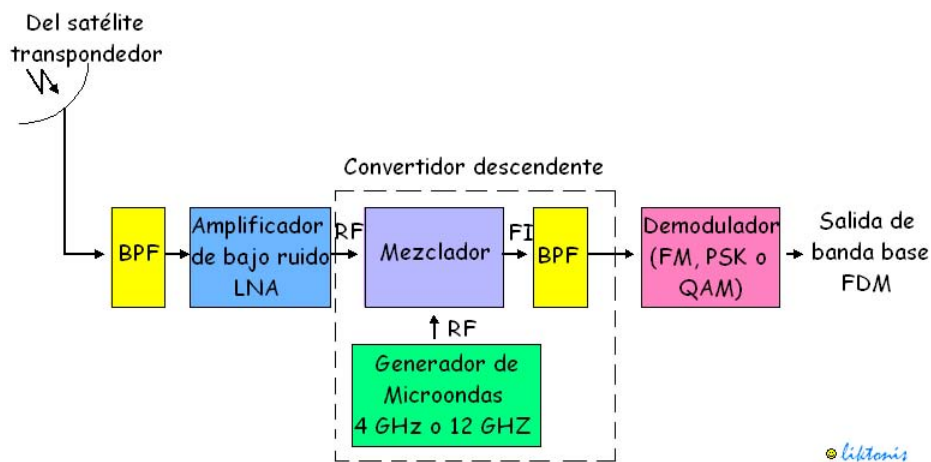 Del satélite
transpondedor
Convertidor descendente
BPF
Amplificador
de bajo ruido
LNA
RF
Mezclador
FI
BPF
Demodulador
(FM, PSK o
QAM)
Salida de
banda base
FDM
RF
Generador de
Microondas
4 GHz o 12 GHZ
liktonis